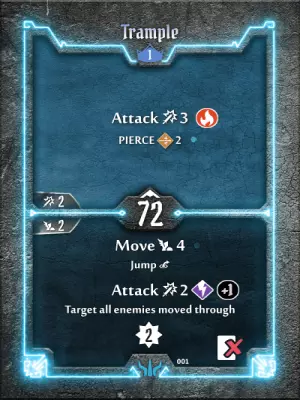 Trample
1
Attack 3
PIERCE 2
2
72
2
Move 4
Jump
Attack 2 +1
Target all enemies moved through
2
001